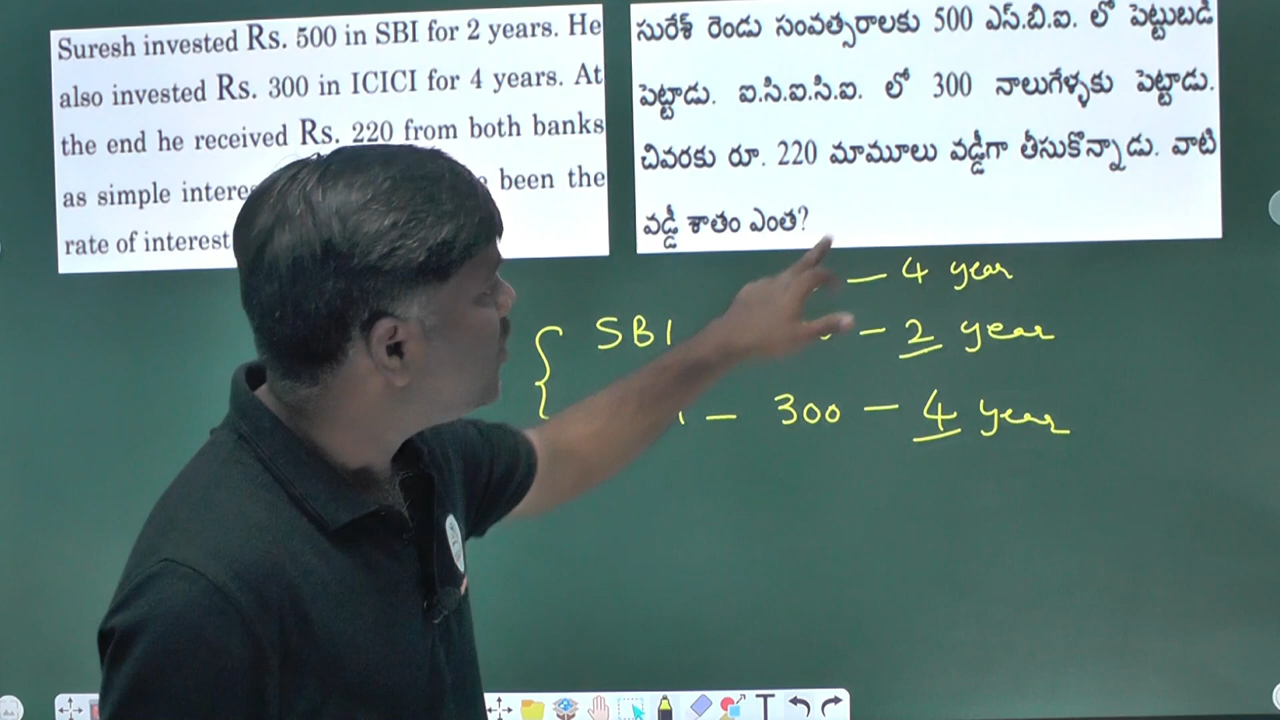 Suresh invested Rs. 500 in SBI for 2 years. He
also invested Rs. 300 in ICICI for 4 years. At
the end he received Rs. 220 from both banks
as simple been the
rate of interest
సురేశ్ రెండు సంవత్సరాలకు 500 ఎస్.బి.ఐ. లో పెట్టుబడి
పెట్టాడు. ఐ.సి.ఐ.సి.ఐ. లో 300 నాలుగేళ్ళకు పెట్టాడు.
చివరకు రూ. 220 మామూలు వడ్డీగా తీసుకొన్నాడు. వాటి
వడ్డీ శాతం ఎంత?
— 4 year
SBI – 2 year
– 300 – 4 year
T